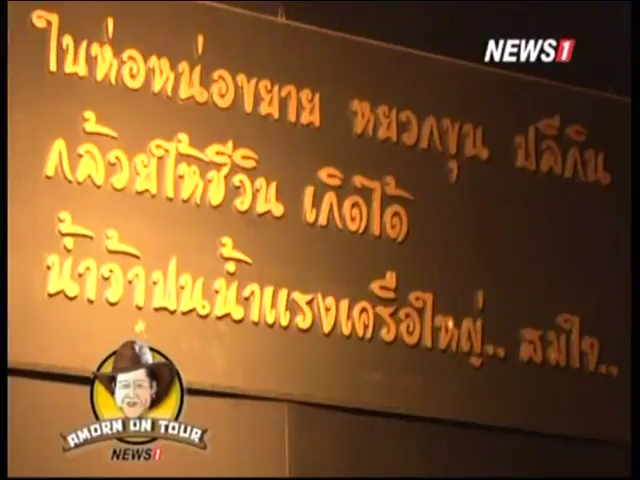 NEWS1
ใบห่อหน่อขยาย หยวกขุน ปลีกิน
กล้วยให้ชีวิน เกิดได้
น้ำว้าปนน้ำแรงเครือใหญ่.. สมใจ..
AMORN ON TOUR
NEWS1